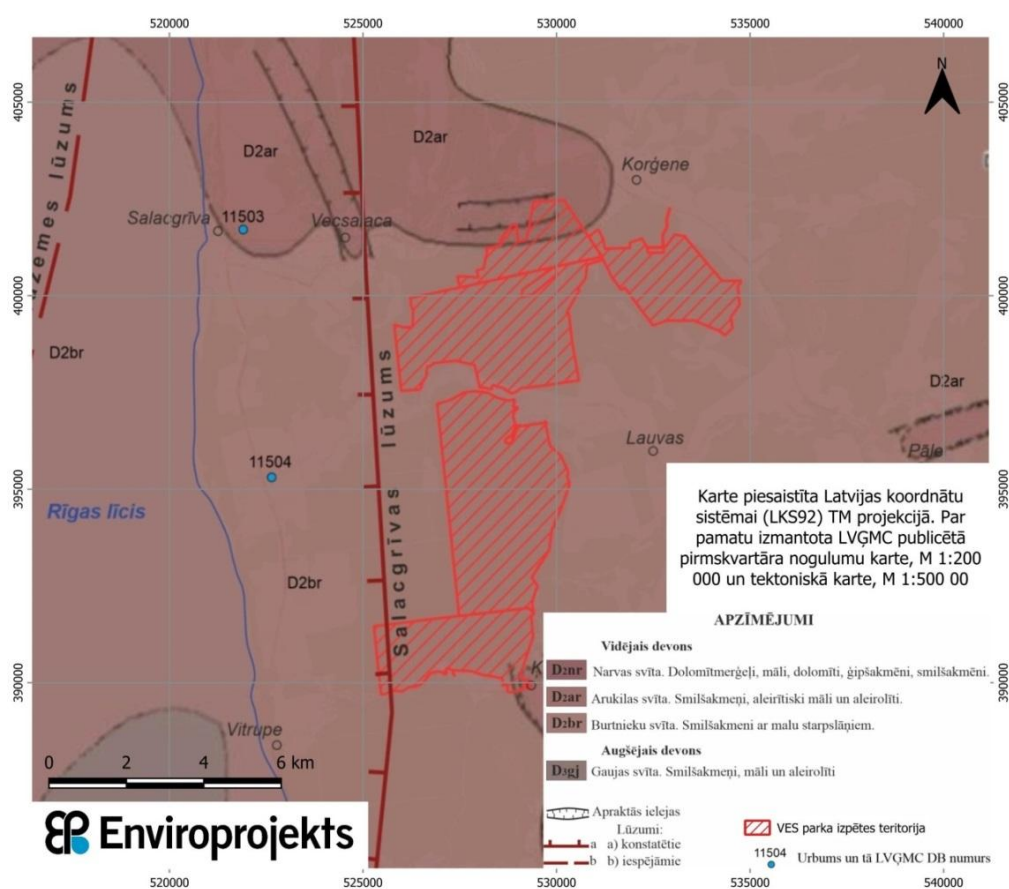 520000
525000
530000
535000
540000
405000
405000
N
D2ar
D2ar
Korģene
Salacgrīva
11503
Vecsalaca
zemes lūzums
400000
400000
D2br
Salacgrīvas lūzums
D2ar
Lauvas
Pāle
11504
395000
395000
Rīgas līcis
D2br
Karte piesaistīta Latvijas koordnātu
sistēmai (LKS92) TM projekcijā. Par
pamatu izmantota LVĢMC publicētā
pirmskvartāra nogulumu karte, M 1:200
000 un tektoniskā karte, M 1:500 00
390000
390000
K
Vitrupe
0 2 4 6 km
Enviroprojekts
APZĪMĒJUMI
Vidējais devons
D2nr Narvas svīta. Dolomītmerģeļi, māli, dolomīti, ģipšakmēni, smilšakmēni.
D2ar Arukilas svīta. Smilšakmeņi, aleirītiski māli un aleirolīti.
D2br Burtnieku svīta. Smilšakmeni ar malu starpslāņiem.
Augšējais devons
D3gj Gaujas svīta. Smilšakmeņi, māli un aleirolīti
Apraktās ielejas
Lūzumi:
a a) konstatētie
b b) iespējāmie
VES parka izpētes teritorija
11504 Urbums un tā LVĢMC DB numurs
520000
525000
530000
535000
540000